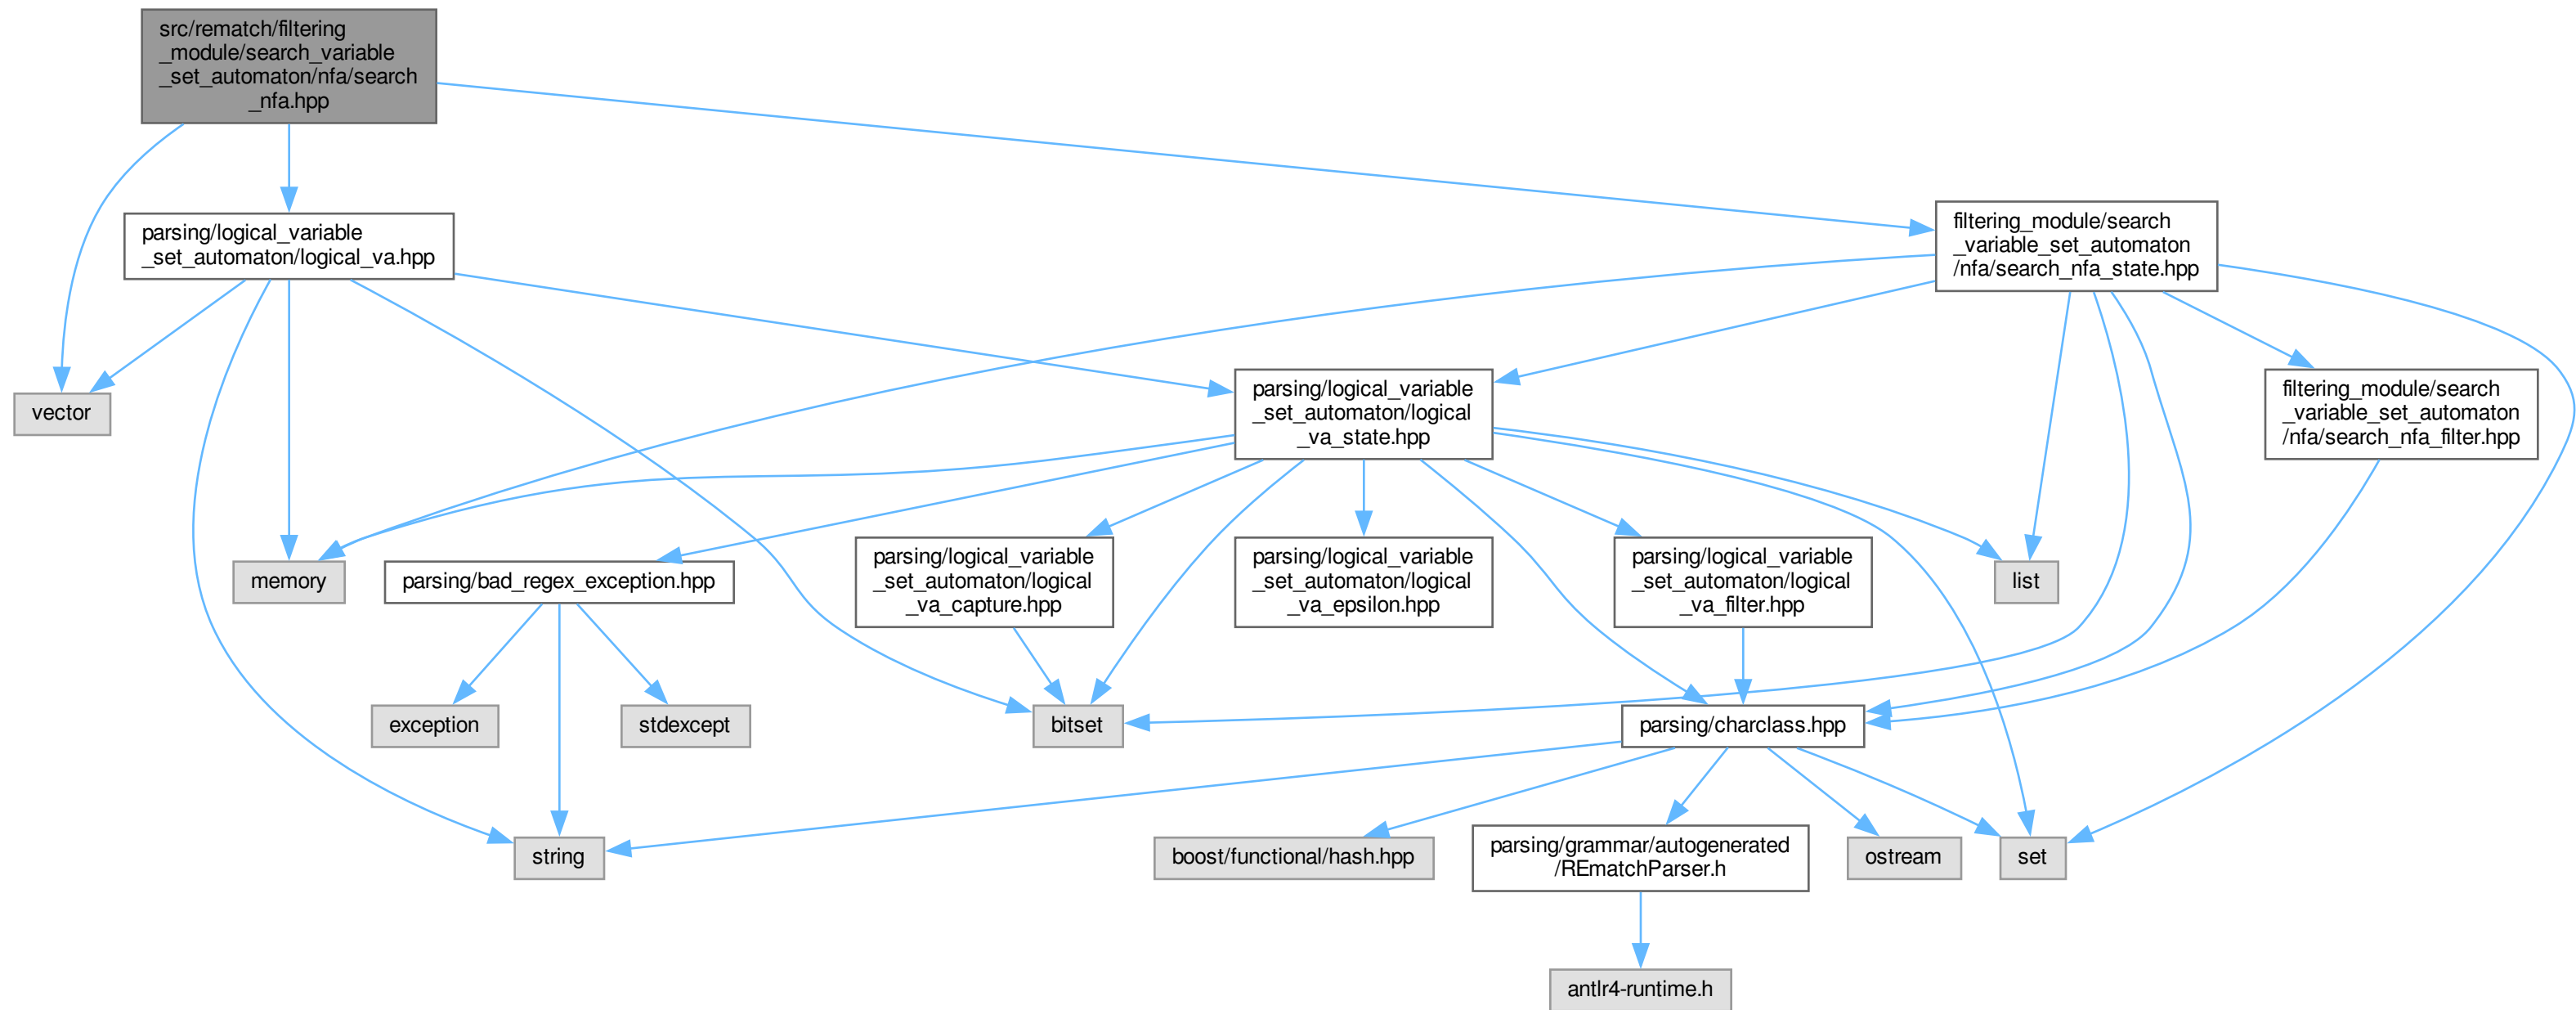 src/rematch/filtering
_module/search_variable
_set_automaton/nfa/search
_nfa.hpp
parsing/logical_variable
_set_automaton/logical_va.hpp
filtering_module/search
_variable_set_automaton
/nfa/search_nfa_state.hpp
vector
parsing/logical_variable
_set_automaton/logical
_va_state.hpp
filtering_module/search
_variable_set_automaton
/nfa/search_nfa_filter.hpp
memory
parsing/bad_regex_exception.hpp
parsing/logical_variable
_set_automaton/logical
_va_capture.hpp
parsing/logical_variable
_set_automaton/logical
_va_epsilon.hpp
parsing/logical_variable
_set_automaton/logical
_va_filter.hpp
list
exception
stdexcept
bitset
parsing/charclass.hpp
string
boost/functional/hash.hpp
parsing/grammar/autogenerated
/REmatchParser.h
ostream
set
antlr4-runtime.h